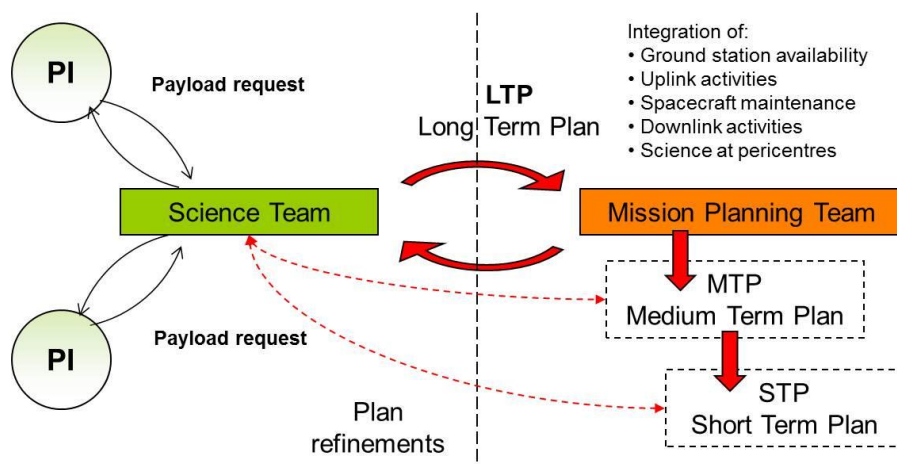 PI
Payload request
Integration of:
• Ground station availability
• Uplink activities
• Spacecraft maintenance
• Downlink activities
• Science at pericentres
LTP
Long Term Plan
Science Team
Mission Planning Team
MTP
Medium Term Plan
PI
Payload request
STP
Short Term Plan
Plan
refinements